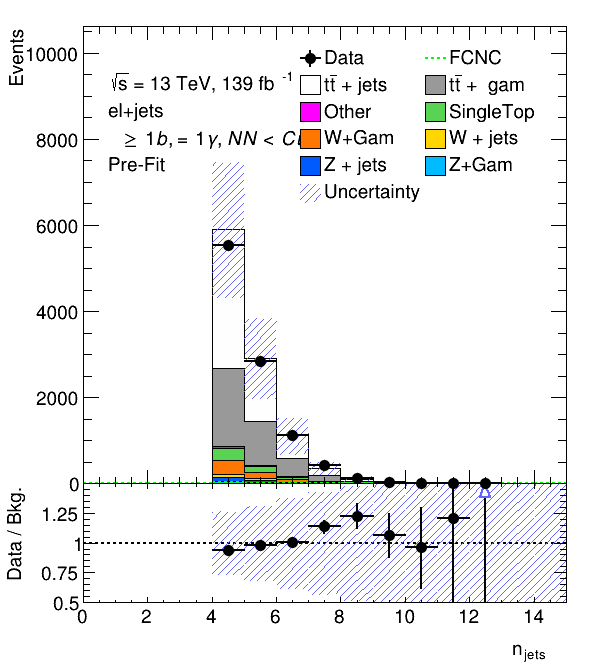 Events
10000
8000
6000
4000
2000
0
√s = 13 TeV, 139 fb -1
el+jets
≥ 1b, = 1γ, NN <
Pre-Fit
Data
FCNC
tt̄ + jets
tt̄ + gam
Other
SingleTop
W+Gam
W + jets
Z + jets
Z+Gam
Uncertainty
Data / Bkg.
1.25
1
0.75
0.5
0 2 4 6 8 10 12 14
n jets